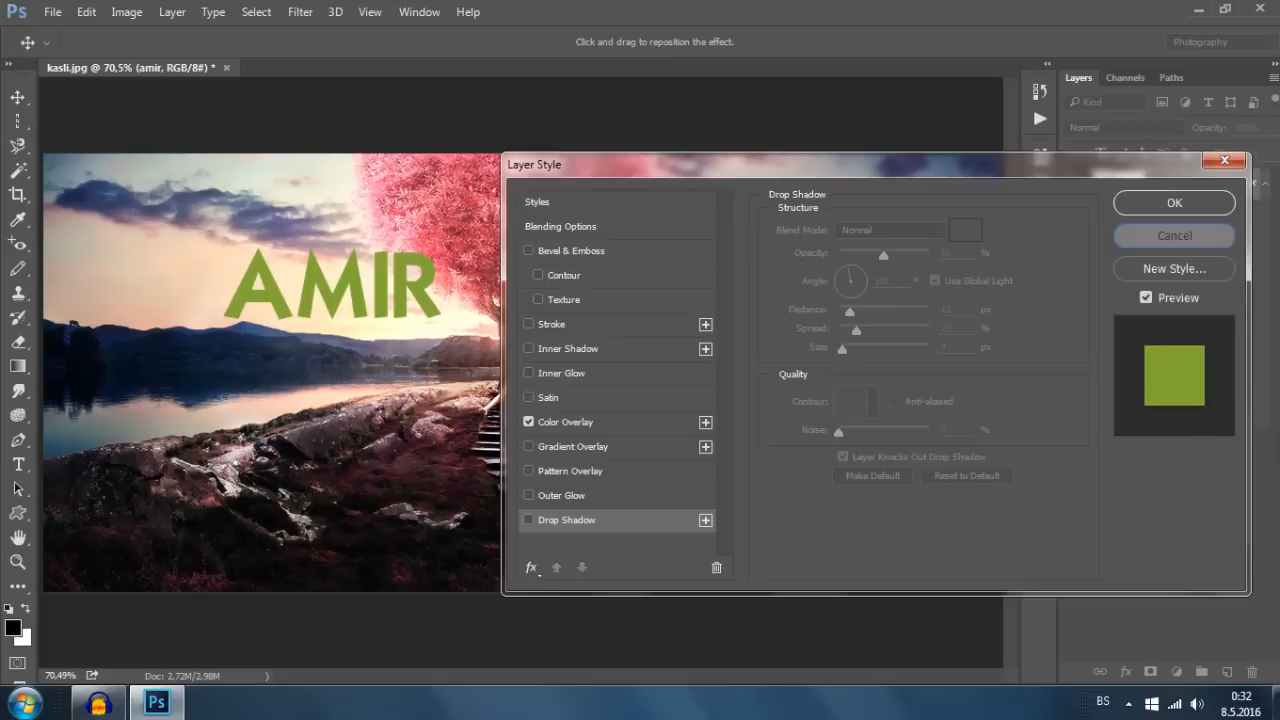 Ps File Edit Image Layer Type Select Filter 3D View Window Help
Click and drag to reposition the effect.
Photography
kasli.jpg @ 70,5% (amir, RGB/8#) * ×
Layers Channels Paths
Kind
Normal Opacity: 100%
AMIR
Layer Style
Styles
Blending Options
Bevel & Emboss
Contour
Texture
Stroke
Inner Shadow
Inner Glow
Satin
Color Overlay
Gradient Overlay
Pattern Overlay
Outer Glow
Drop Shadow
fx
Drop Shadow
Structure
Blend Mode: Normal
Opacity: %
Angle: ° Use Global Light
Distance: px
Spread: %
Size: px
Quality
Contour: Anti-aliased
Noise: %
Layer Knocks Out Drop Shadow
Make Default Reset to Default
OK
Cancel
New Style...
Preview
70,49% Doc: 2,72M/2,98M
fx
Ps
BS
0:32
8.5.2016